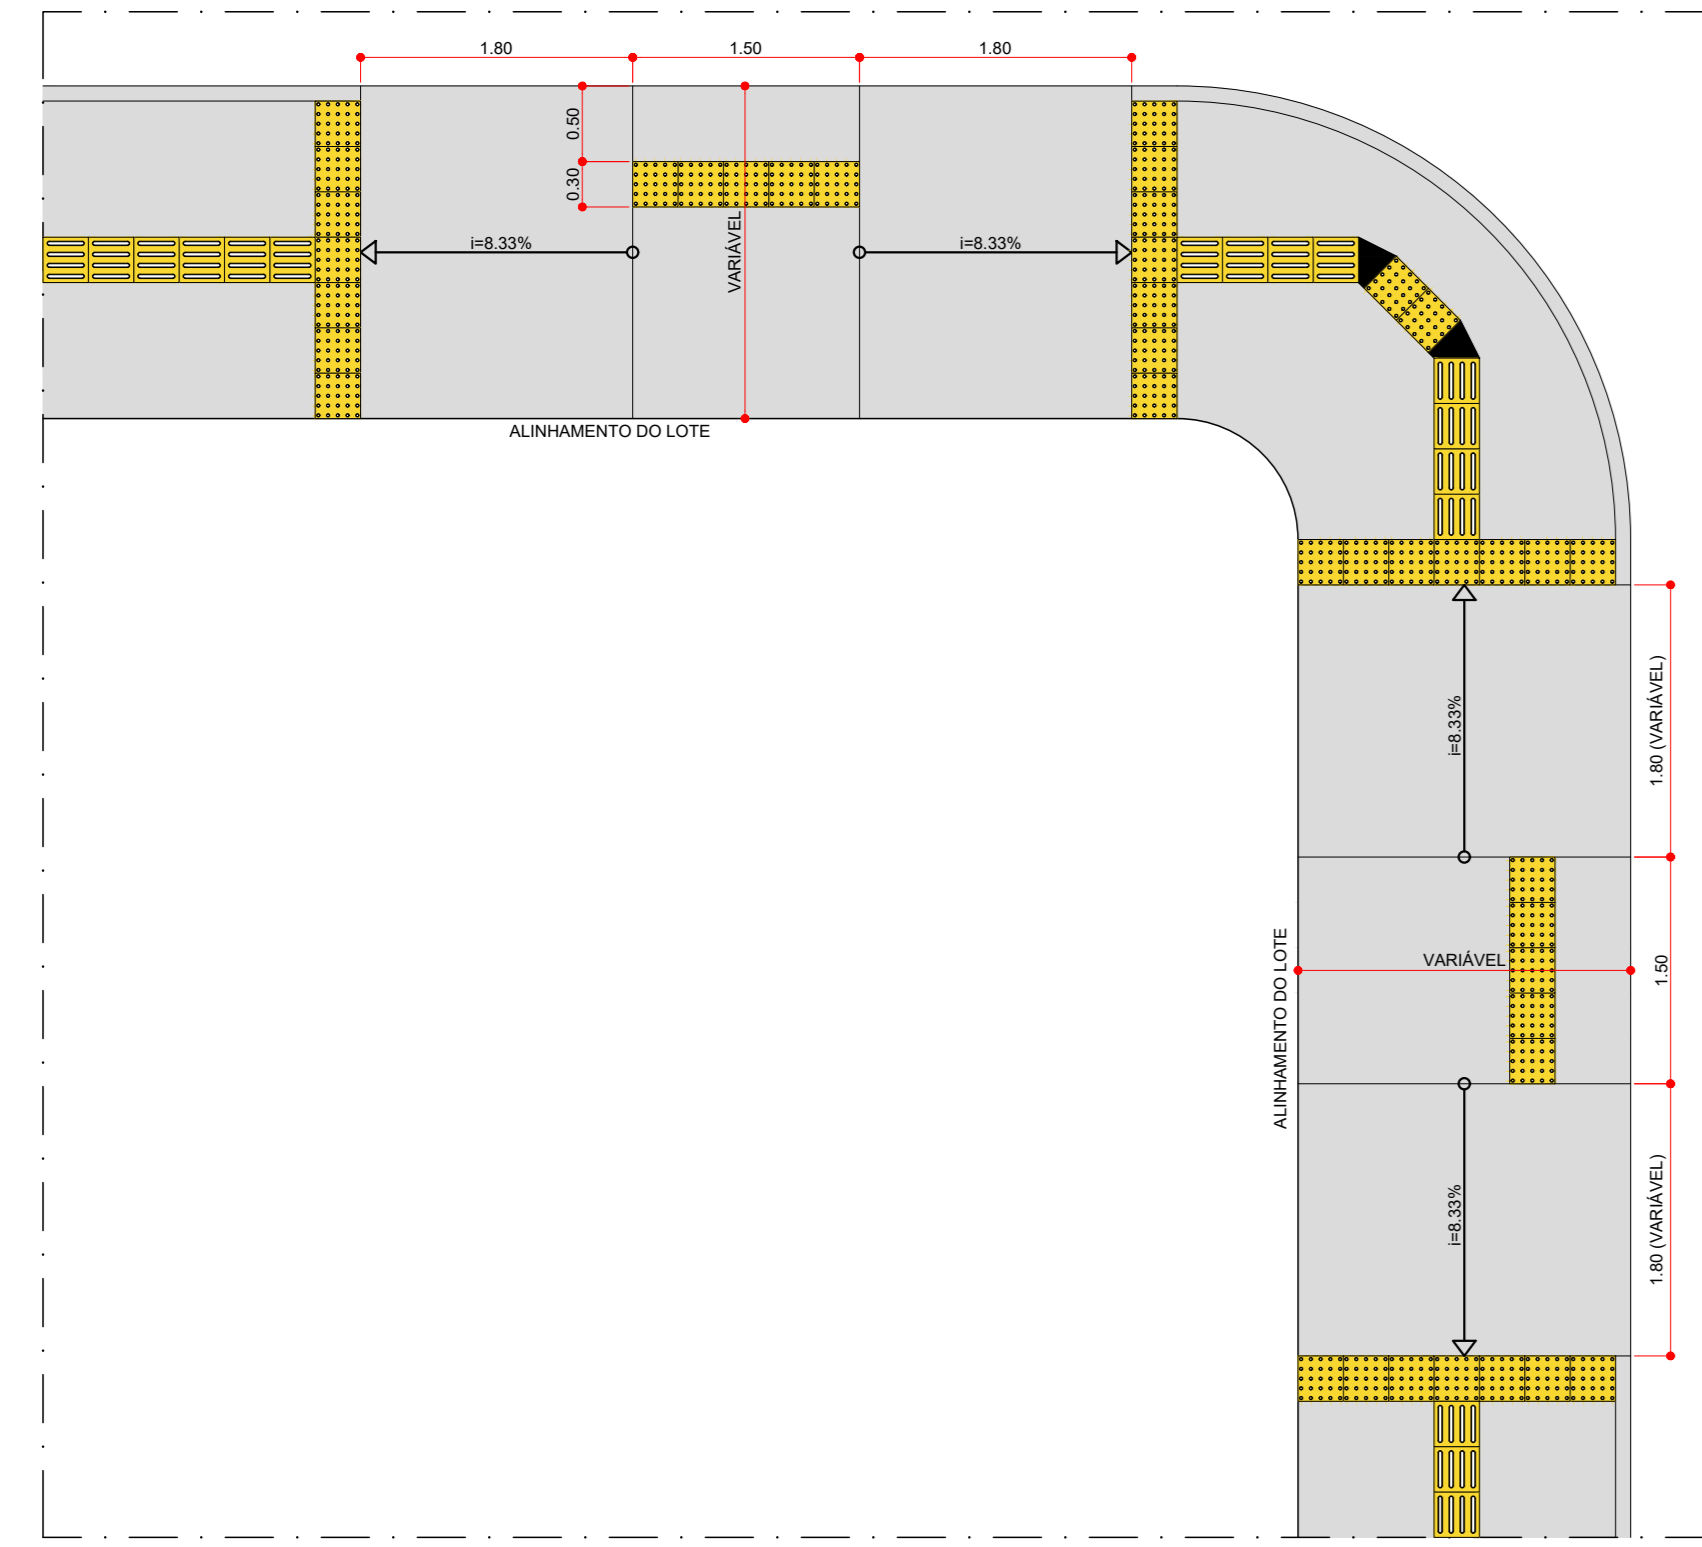 1.80
1.50
1.80
0.50
0.30
VARIÁVEL
i=8.33%
i=8.33%
ALINHAMENTO DO LOTE
i=8.33%
1.80 (VARIÁVEL)
ALINHAMENTO DO LOTE
VARIÁVEL
1.50
i=8.33%
1.80 (VARIÁVEL)